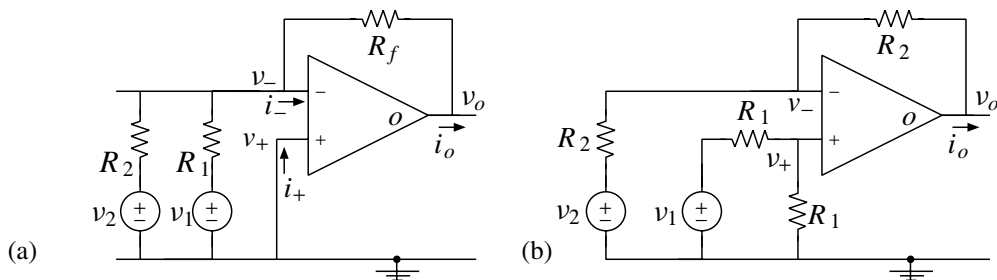 R_f
v_−
i_−
−
v_+
+
i_+
o
v_o
i_o
R_2
R_1
v_2
+
−
v_1
+
−
(a)
R_2
v_−
−
R_1
o
v_o
R_2
v_+
+
i_o
v_2
+
−
v_1
+
−
R_1
(b)